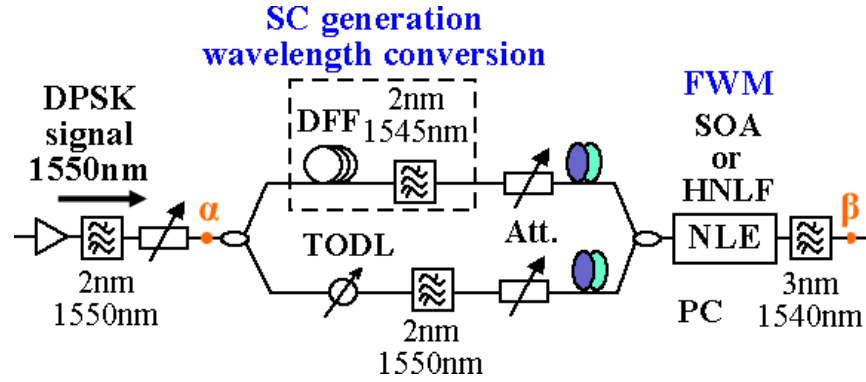 SC generation
wavelength conversion
DPSK
signal
1550nm
DFF
2nm
1545nm
FWM
SOA
or
HNLF
α
TODL
Att.
NLE
β
2nm
1550nm
2nm
1550nm
PC
3nm
1540nm